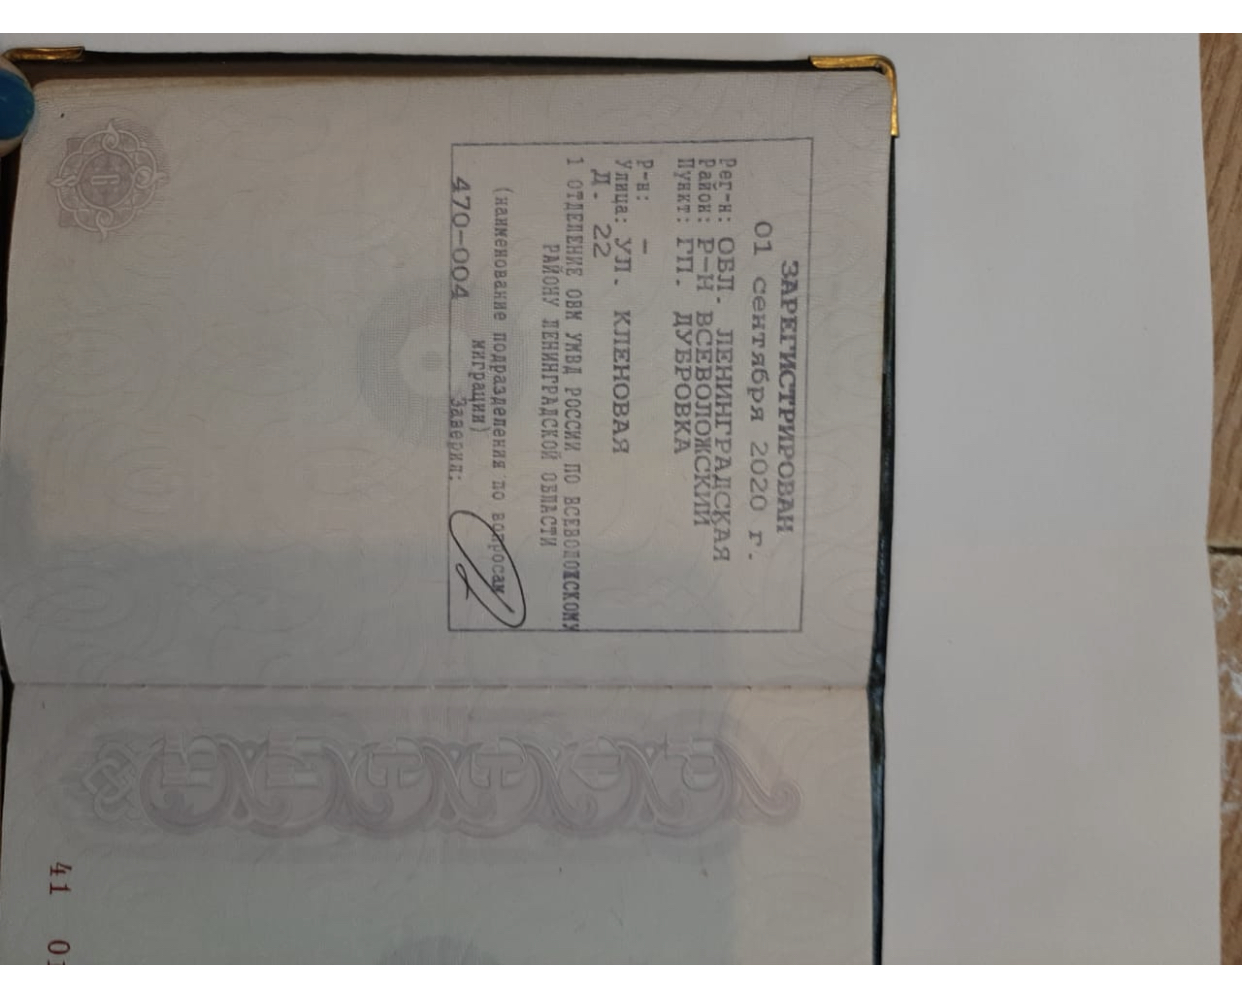 ЗАРЕГИСТРИРОВАН
01 сентября 2020 г.
Рег-н: ОБЛ. ЛЕНИНГРАДСКАЯ
Район: Р-Н ВСЕВОЛОЖСКИЙ
Пункт: ГП. ДУБРОВКА
Р-н: -
Улица: УЛ. КЛЕНОВАЯ
Д. 22
1 ОТДЕЛЕНИЕ ОВМ УМВД РОССИИ ПО ВСЕВОЛОЖСКОМУ
РАЙОНУ ЛЕНИНГРАДСКОЙ ОБЛАСТИ
(наименование подразделения по вопросам
миграции)
470-004 Заверил:
41 01